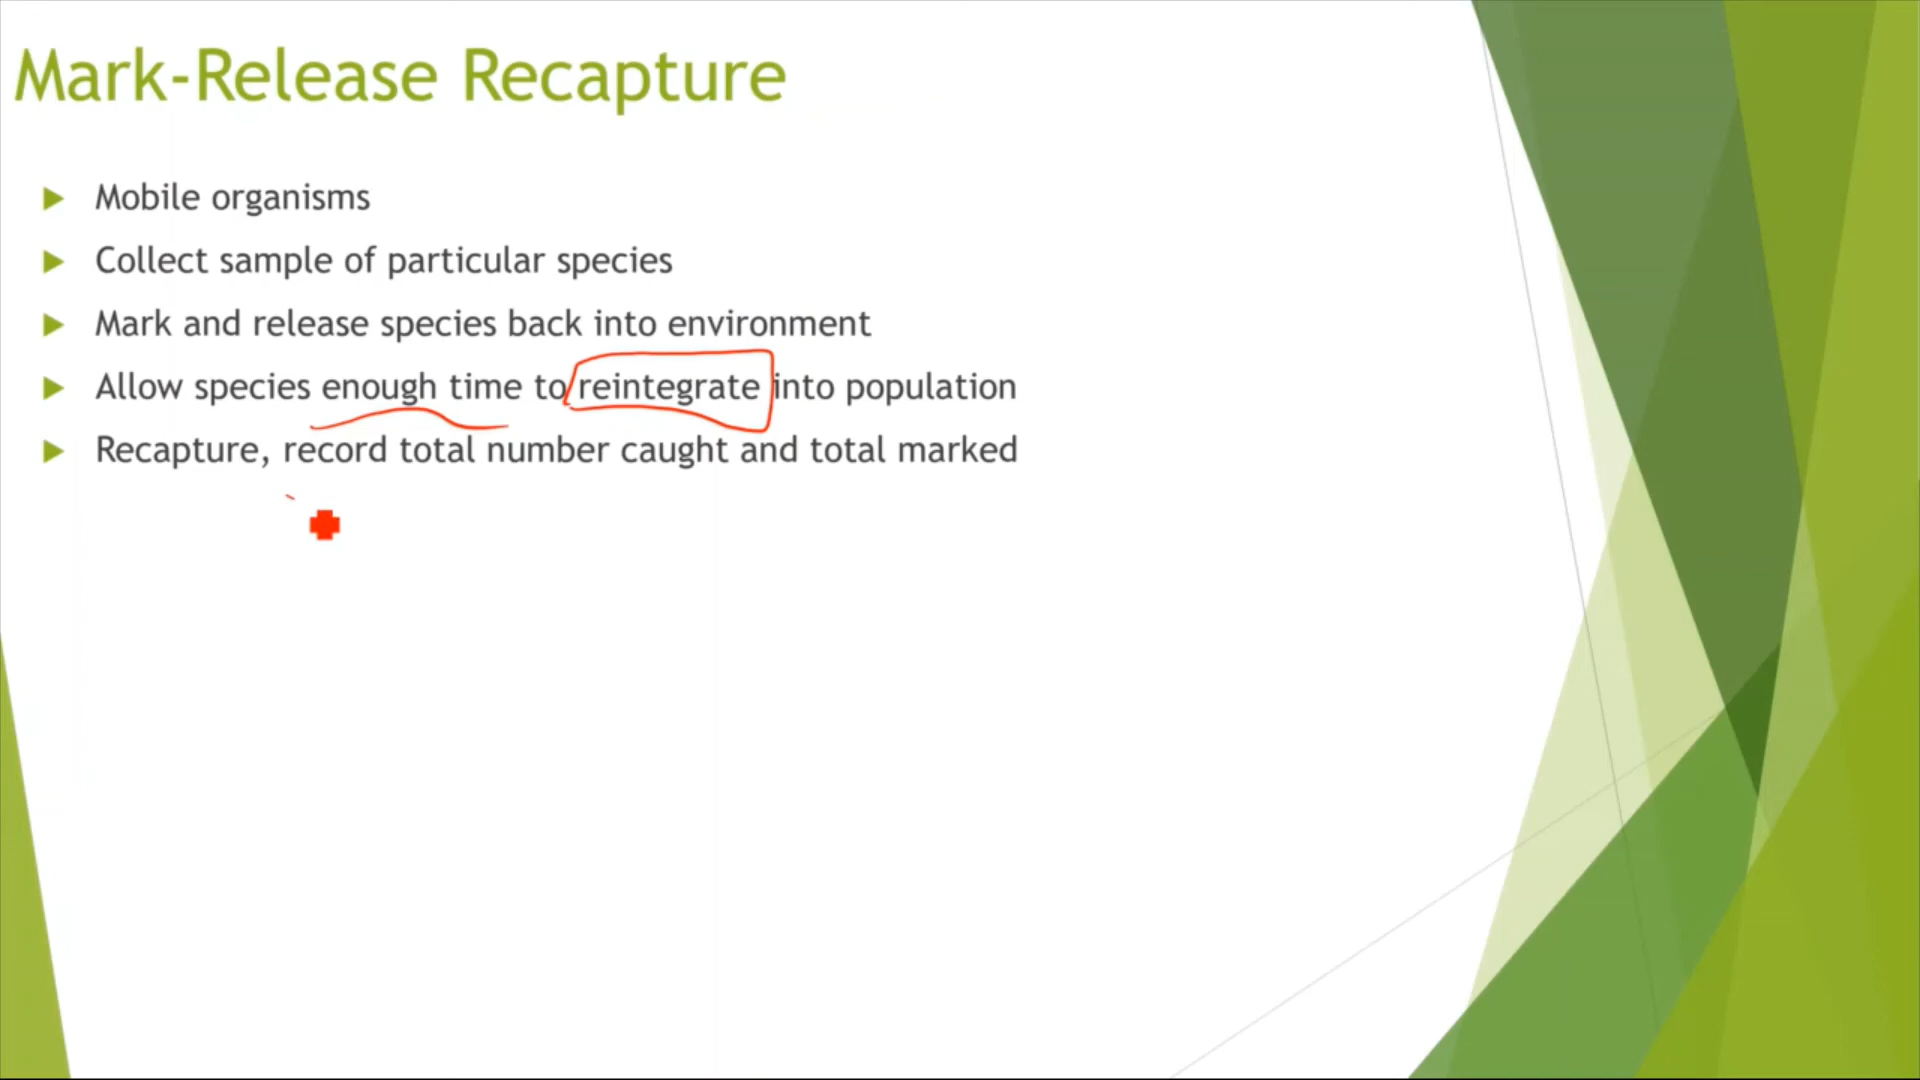 Mark-Release Recapture
Mobile organisms
Collect sample of particular species
Mark and release species back into environment
Allow species enough time to reintegrate into population
Recapture, record total number caught and total marked